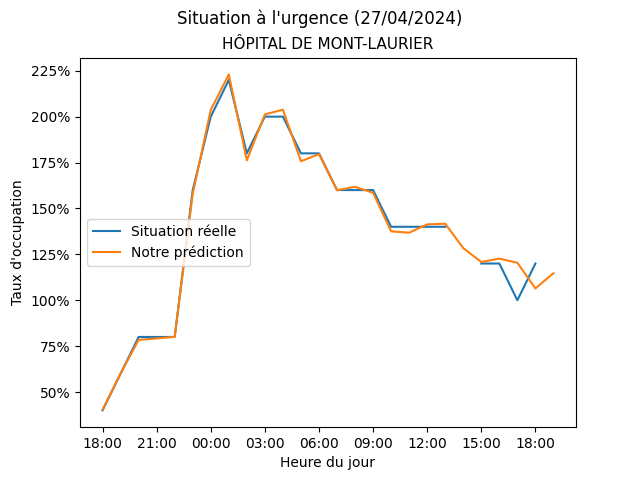 Situation à l'urgence (27/04/2024)
HÔPITAL DE MONT-LAURIER
225%
200%
175%
150%
125%
100%
75%
50%
Taux d'occupation
Situation réelle
Notre prédiction
18:00 21:00 00:00 03:00 06:00 09:00 12:00 15:00 18:00
Heure du jour